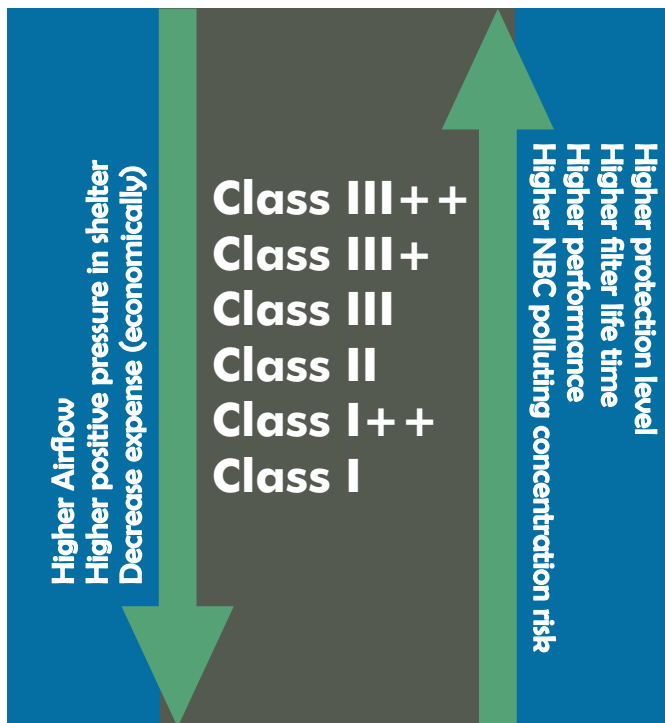 Higher Airflow
Higher positive pressure in shelter
Decrease expense (economically)
Class III++
Class III+
Class III
Class II
Class I++
Class I
Higher protection level
Higher filter life time
Higher performance
Higher NBC polluting concentration risk